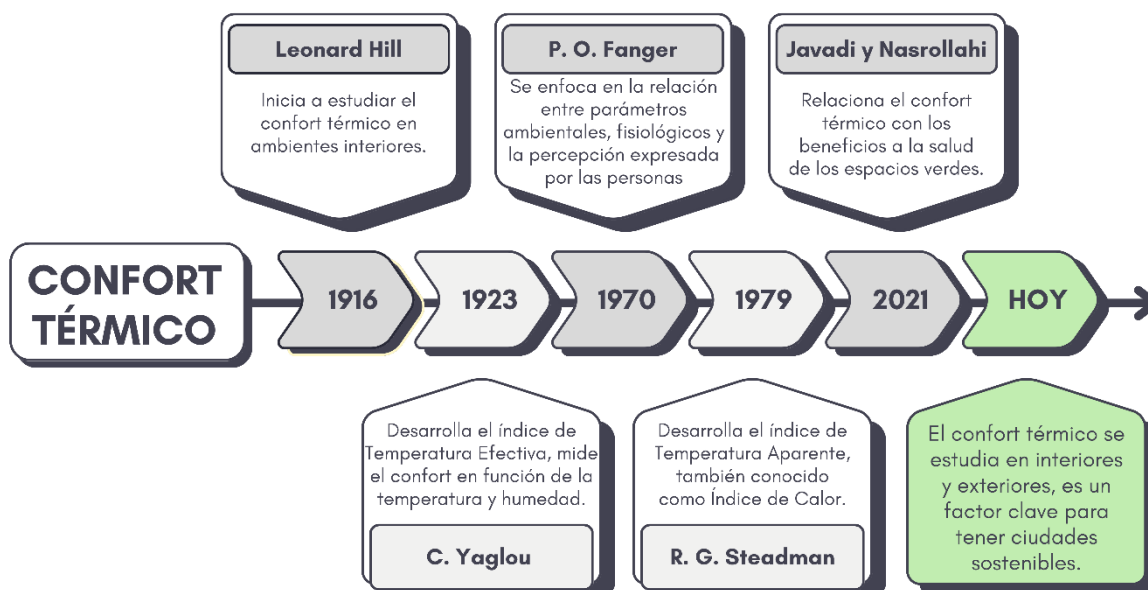 Leonard Hill
Inicia a estudiar el
confort térmico en
ambientes interiores.
P. O. Fanger
Se enfoca en la relación
entre parámetros
ambientales, fisiológicos y
la percepción expresada
por las personas
Javadi y Nasrollahi
Relaciona el confort
térmico con los
beneficios a la salud
de los espacios verdes.
CONFORT
TÉRMICO
1916
1923
1970
1979
2021
HOY
Desarrolla el índice de
Temperatura Efectiva, mide
el confort en función de la
temperatura y humedad.
C. Yaglou
Desarrolla el índice de
Temperatura Aparente,
también conocido
como Índice de Calor.
R. G. Steadman
El confort térmico se
estudia en interiores
y exteriores, es un
factor clave para
tener ciudades
sostenibles.